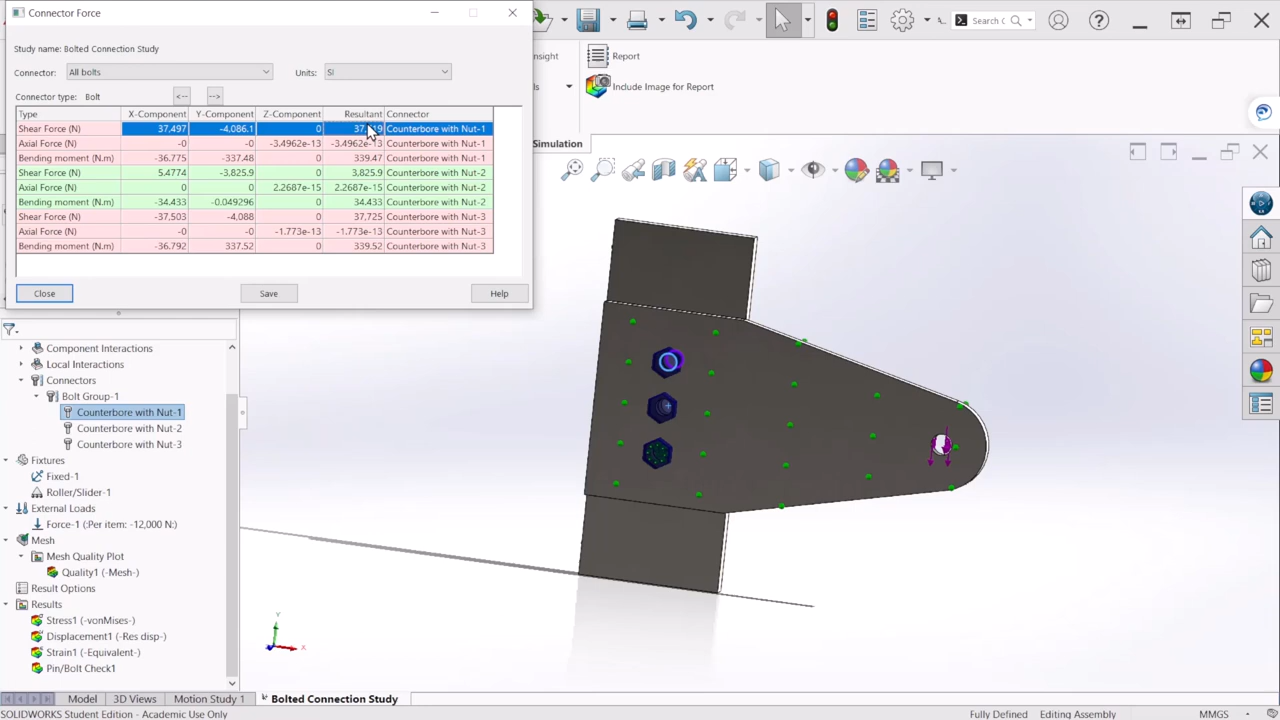 Connector Force
Search C
Study name: Bolted Connection Study
Connector: All bolts Units: SI
Connector type: Bolt <-- -->
Type X-Component Y-Component Z-Component Resultant Connector
Shear Force (N) 37,497 -4,086.1 0 Counterbore with Nut-1
Axial Force (N) -0 -0 -3.4962e-13 -3.4962e-13 Counterbore with Nut-1
Bending moment (N.m) -36.775 -337.48 0 339.47 Counterbore with Nut-1
Shear Force (N) 5.4774 -3,825.9 0 3,825.9 Counterbore with Nut-2
Axial Force (N) 0 0 2.2687e-15 2.2687e-15 Counterbore with Nut-2
Bending moment (N.m) -34.433 -0.049296 0 34.433 Counterbore with Nut-2
Shear Force (N) -37,503 -4,088 0 37,725 Counterbore with Nut-3
Axial Force (N) -0 -0 -1.773e-13 -1.773e-13 Counterbore with Nut-3
Bending moment (N.m) -36.792 337.52 0 339.52 Counterbore with Nut-3
Close Save Help
Report
Include Image for Report
Simulation
Component Interactions
Local Interactions
Connectors
Bolt Group-1
Counterbore with Nut-1
Counterbore with Nut-2
Counterbore with Nut-3
Fixtures
Fixed-1
Roller/Slider-1
External Loads
Force-1 (:Per item: -12,000 N:)
Mesh
Mesh Quality Plot
Quality1 (-Mesh-)
Result Options
Results
Stress1 (-vonMises-)
Displacement1 (-Res disp-)
Strain1 (-Equivalent-)
Pin/Bolt Check1
Y
X
Model 3D Views Motion Study 1 Bolted Connection Study
SOLIDWORKS Student Edition - Academic Use Only Fully Defined Editing Assembly MMGS